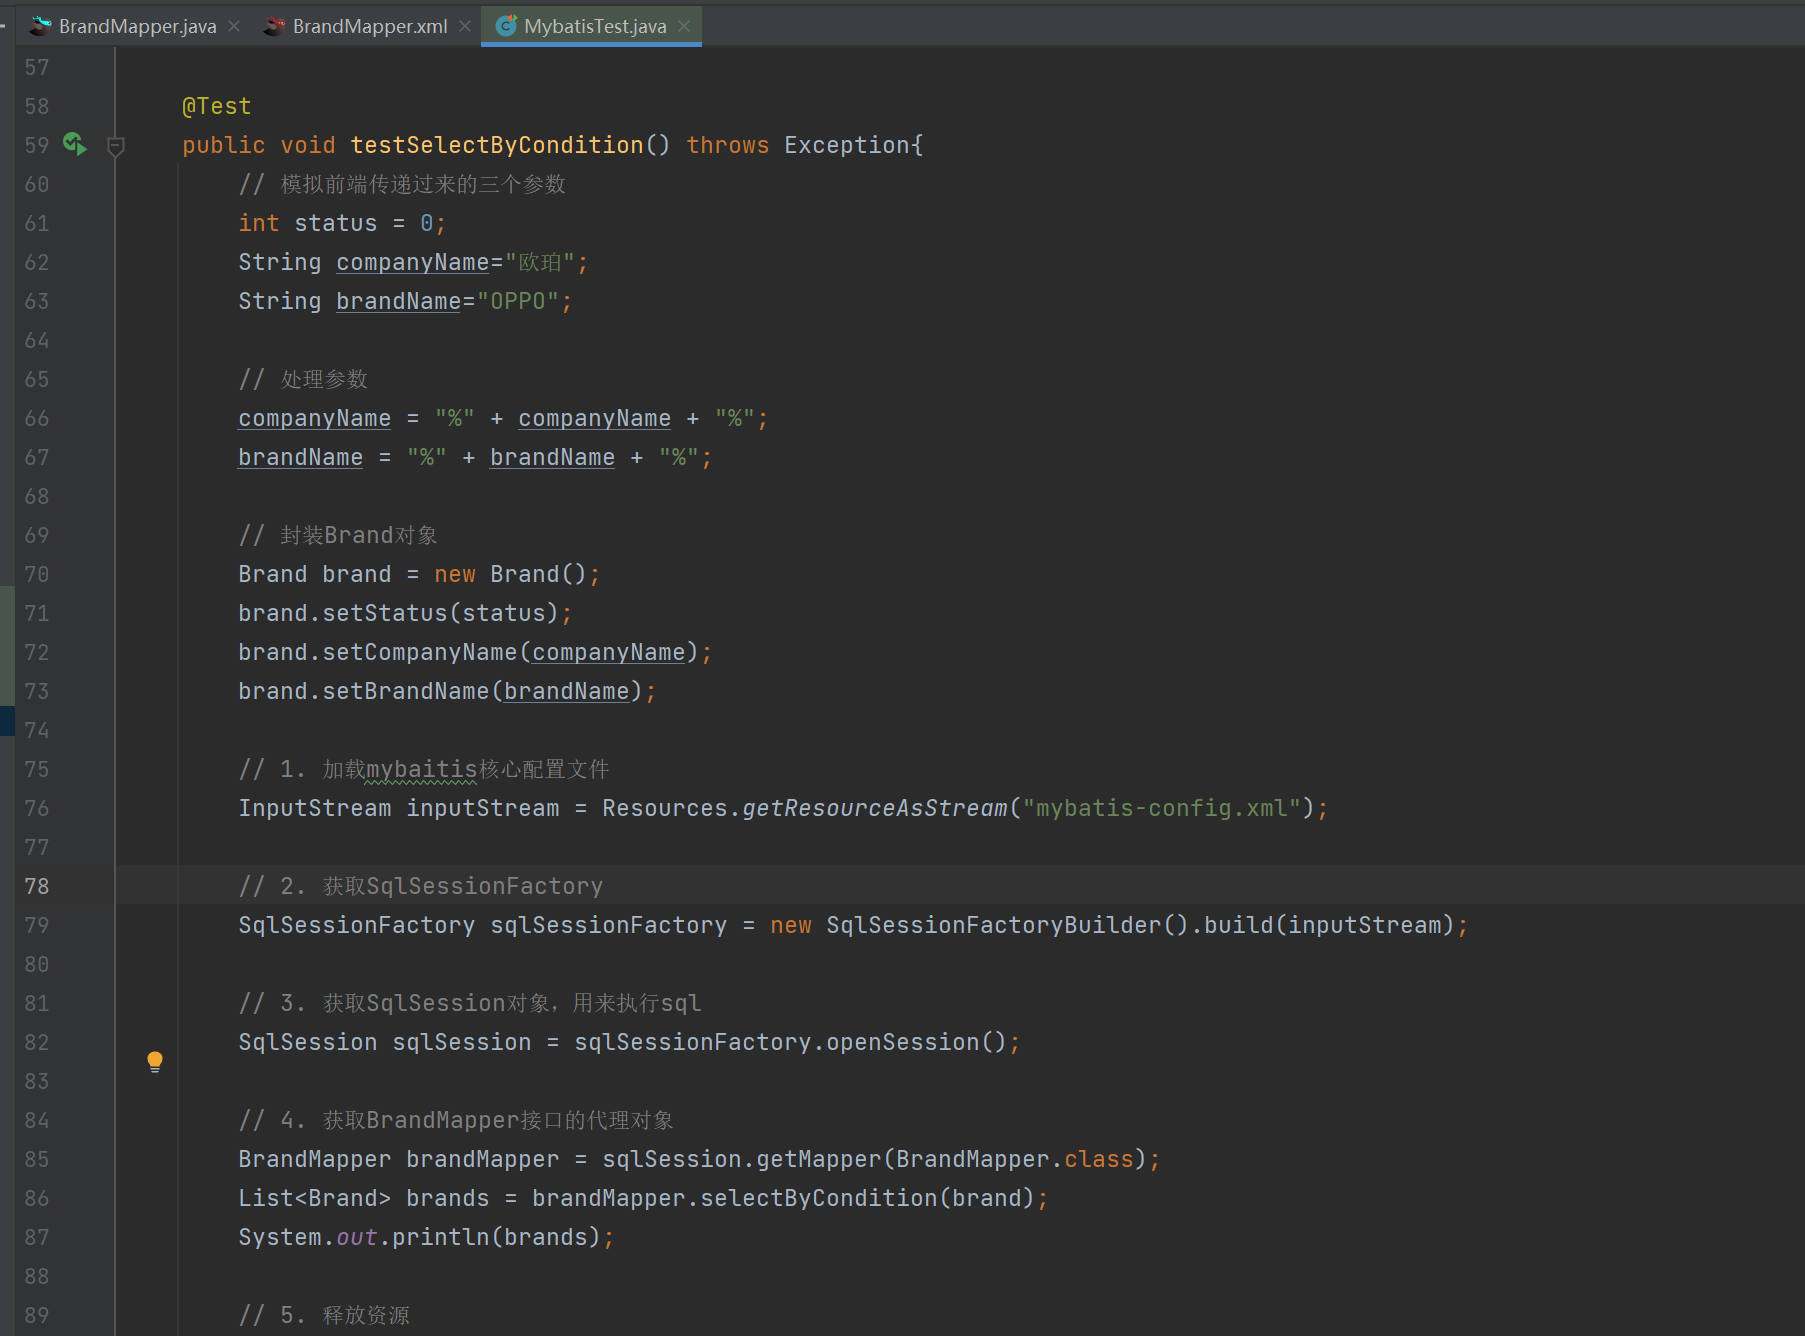 BrandMapper.java BrandMapper.xml MybatisTest.java
57
58 @Test
59 public void testSelectByCondition() throws Exception{
60 // 模拟前端传递过来的三个参数
61 int status = 0;
62 String companyName="欧珀";
63 String brandName="OPPO";
64
65 // 处理参数
66 companyName = "%" + companyName + "%";
67 brandName = "%" + brandName + "%";
68
69 // 封装Brand对象
70 Brand brand = new Brand();
71 brand.setStatus(status);
72 brand.setCompanyName(companyName);
73 brand.setBrandName(brandName);
74
75 // 1. 加载mybaitis核心配置文件
76 InputStream inputStream = Resources.getResourceAsStream("mybatis-config.xml");
77
78 // 2. 获取SqlSessionFactory
79 SqlSessionFactory sqlSessionFactory = new SqlSessionFactoryBuilder().build(inputStream);
80
81 // 3. 获取SqlSession对象，用来执行sql
82 SqlSession sqlSession = sqlSessionFactory.openSession();
83
84 // 4. 获取BrandMapper接口的代理对象
85 BrandMapper brandMapper = sqlSession.getMapper(BrandMapper.class);
86 List<Brand> brands = brandMapper.selectByCondition(brand);
87 System.out.println(brands);
88
89 // 5. 释放资源